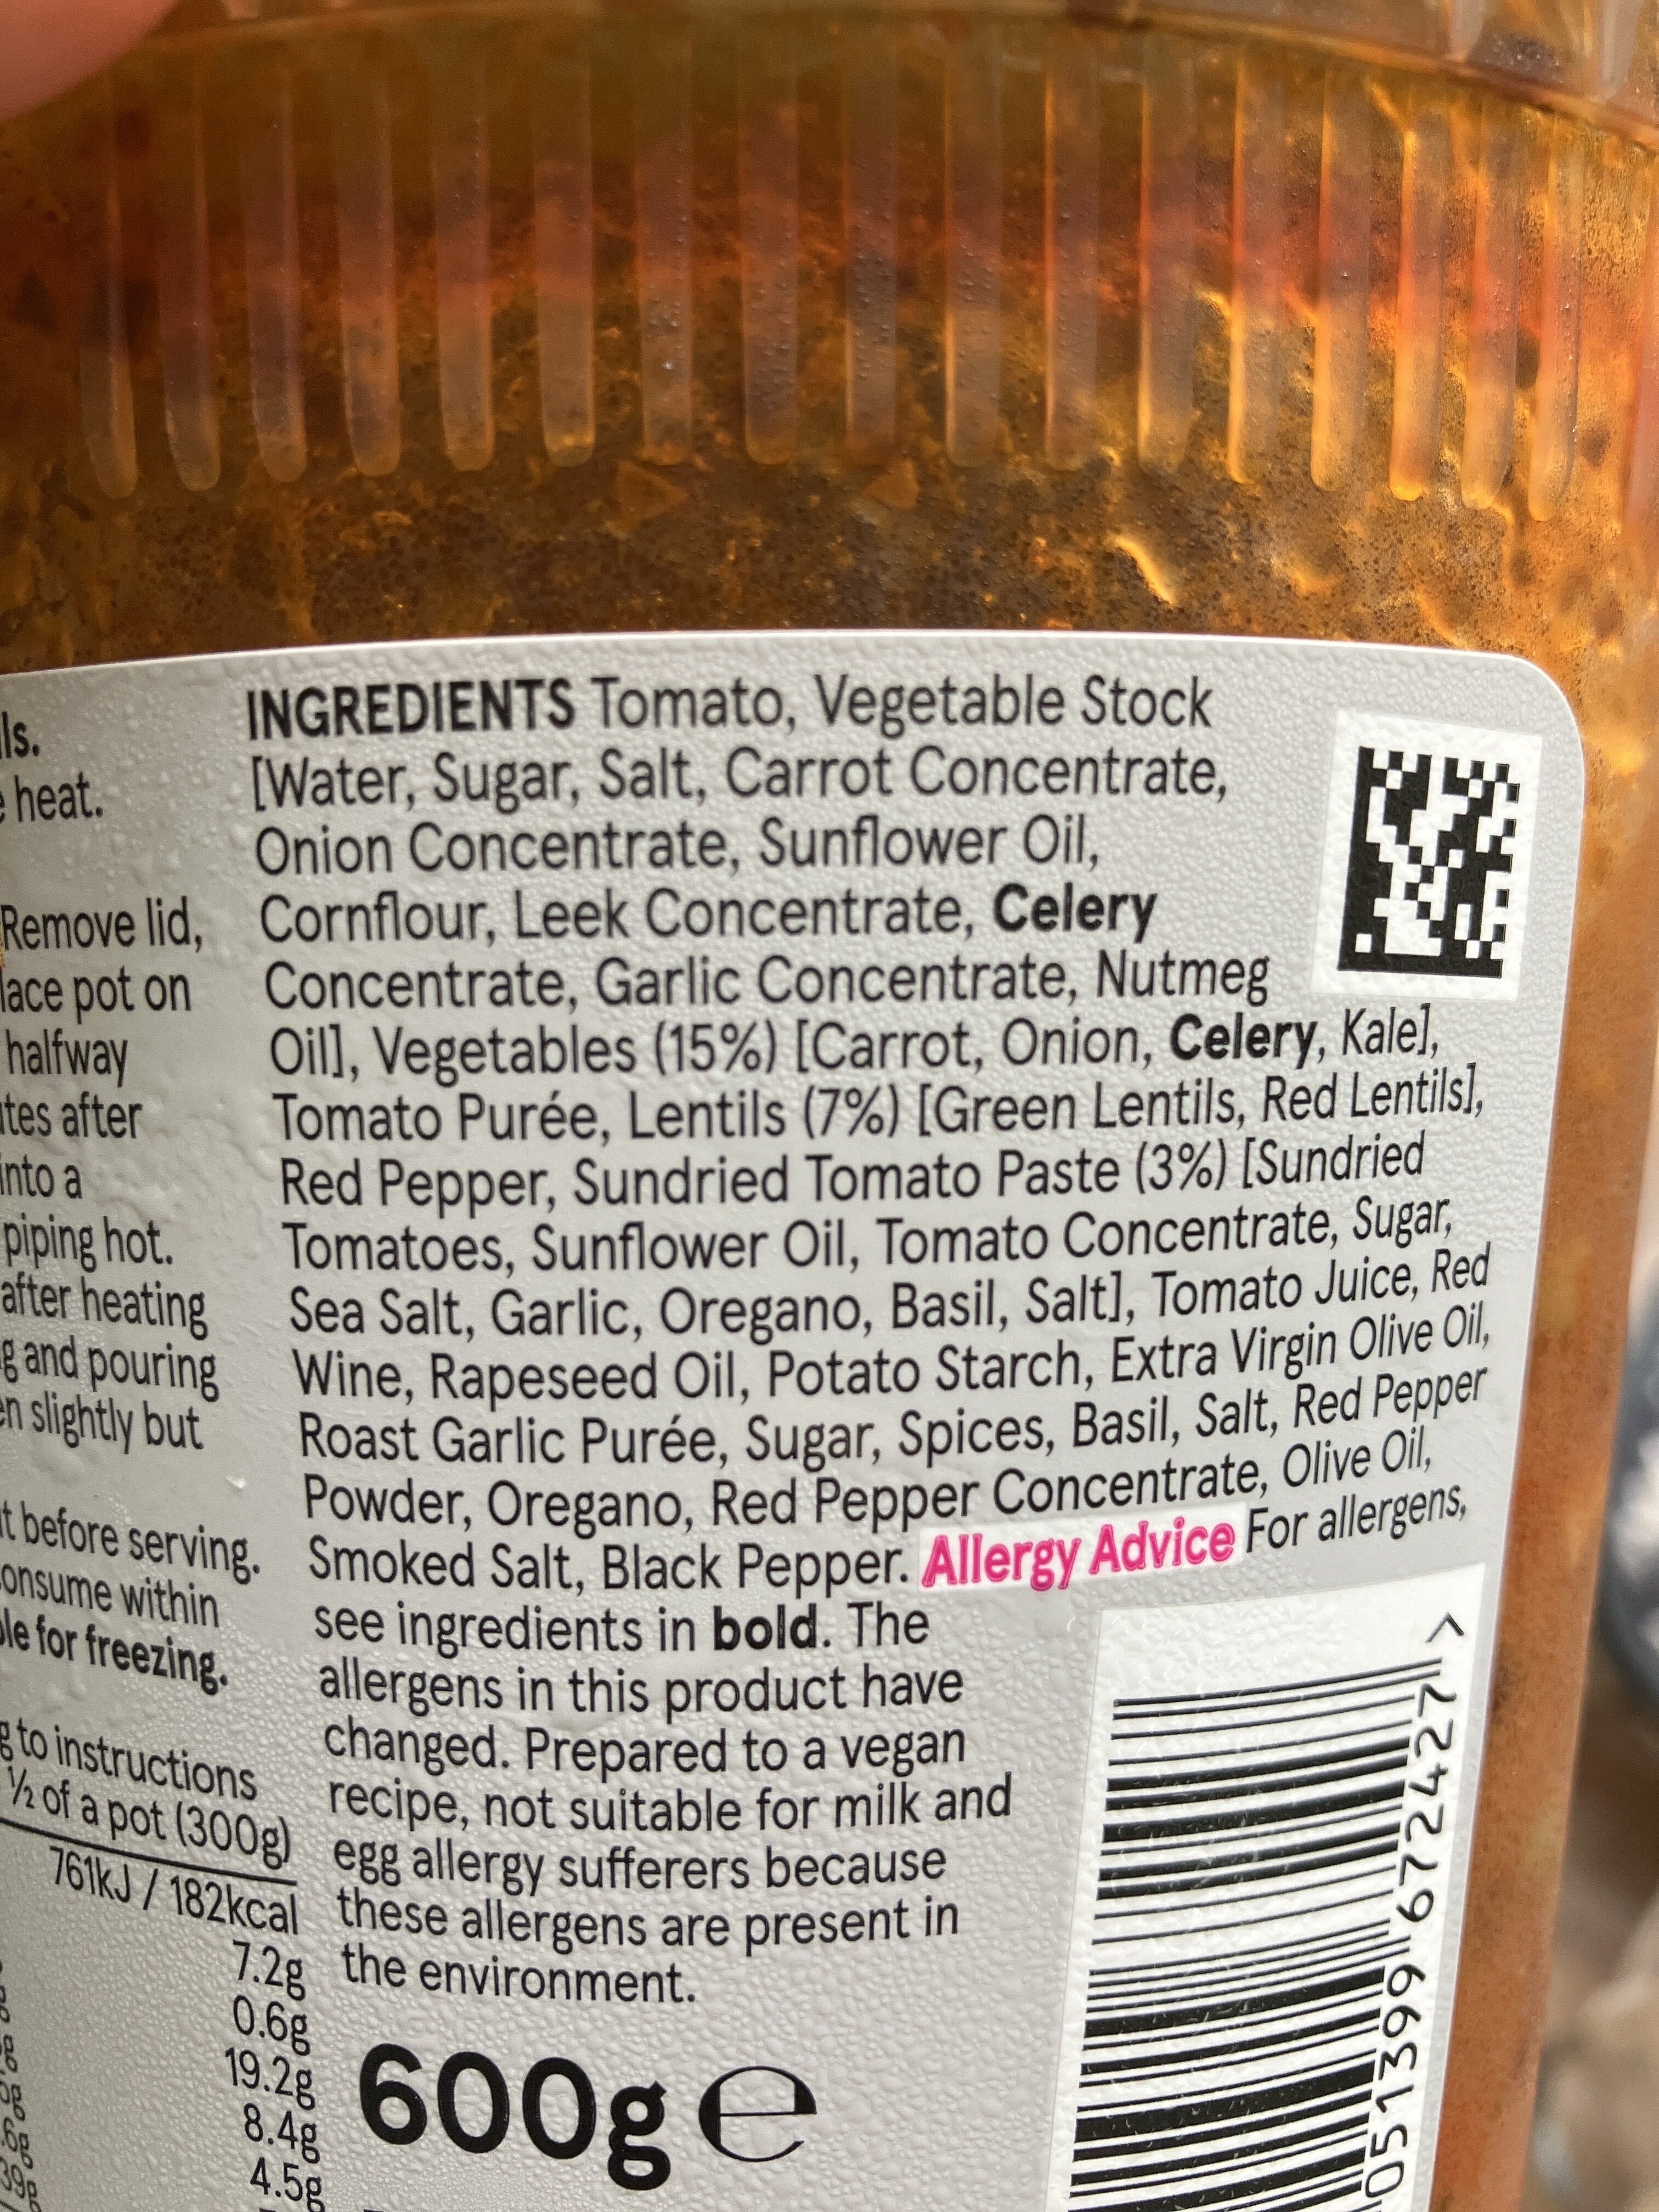 ls.
heat.
Remove lid,
lace pot on
halfway
utes after
into a
piping hot.
after heating
g and pouring
en slightly but
t before serving.
onsume within
ble for freezing.
g to instructions
½ of a pot (300g)
761kJ / 182kcal
7.2g
0.6g
19.2g
8.4g
4.5g
INGREDIENTS Tomato, Vegetable Stock
[Water, Sugar, Salt, Carrot Concentrate,
Onion Concentrate, Sunflower Oil,
Cornflour, Leek Concentrate, Celery
Concentrate, Garlic Concentrate, Nutmeg
Oil], Vegetables (15%) [Carrot, Onion, Celery, Kale],
Tomato Purée, Lentils (7%) [Green Lentils, Red Lentils],
Red Pepper, Sundried Tomato Paste (3%) [Sundried
Tomatoes, Sunflower Oil, Tomato Concentrate, Sugar,
Sea Salt, Garlic, Oregano, Basil, Salt], Tomato Juice, Red
Wine, Rapeseed Oil, Potato Starch, Extra Virgin Olive Oil,
Roast Garlic Purée, Sugar, Spices, Basil, Salt, Red Pepper
Powder, Oregano, Red Pepper Concentrate, Olive Oil,
Smoked Salt, Black Pepper. Allergy Advice For allergens,
see ingredients in bold. The
allergens in this product have
changed. Prepared to a vegan
recipe, not suitable for milk and
egg allergy sufferers because
these allergens are present in
the environment.
600g e
051399 672427 >